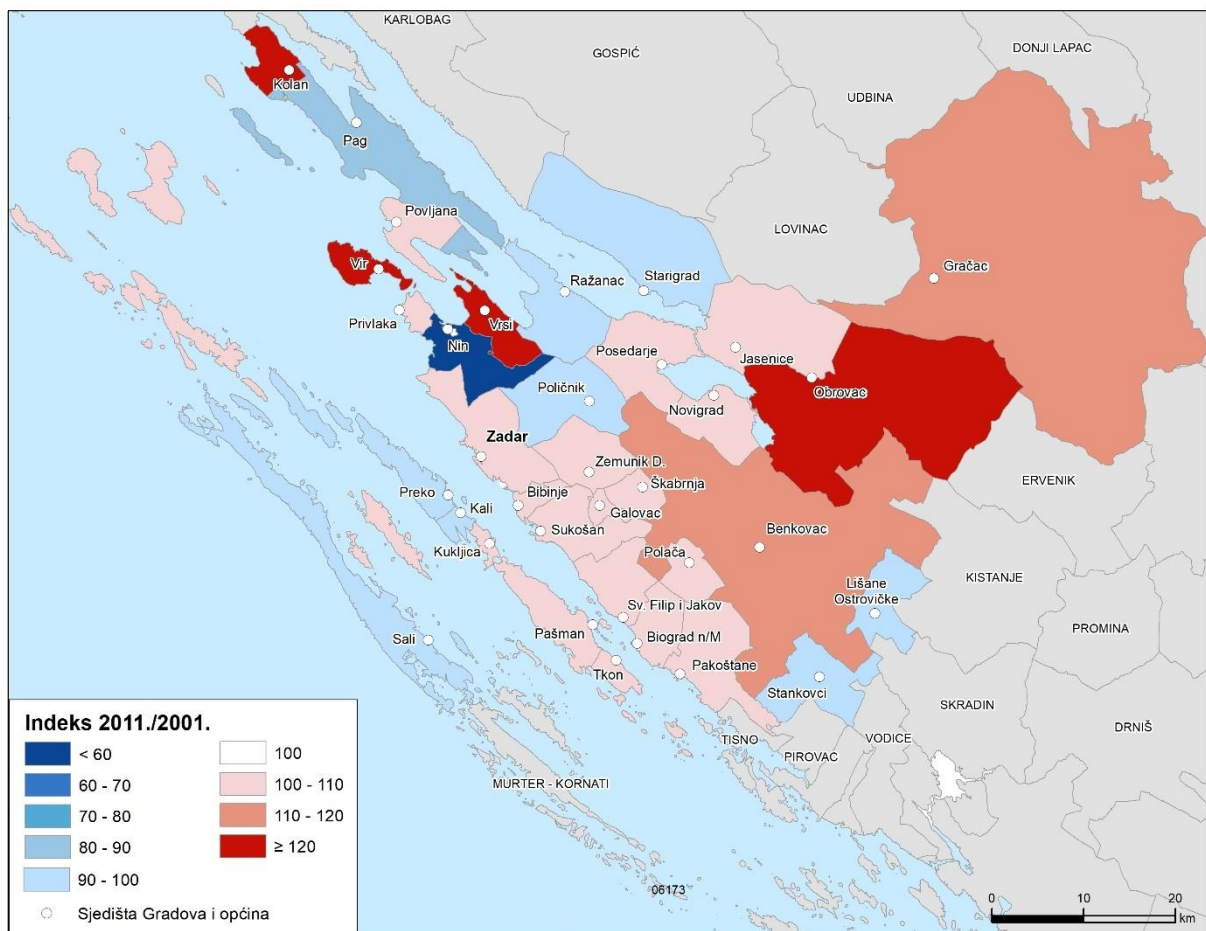 KARLOBAG
GOSPIĆ
DONJI LAPAC
UDBINA
Kolan
Pag
Povljana
LOVINAC
Vir
Ražanac
Starigrad
Gračac
Privlaka
Vrsi
Nin
Posedarje
Jasenice
Obrovac
Poličnik
Novigrad
Zadar
Zemunik D.
Škabrnja
ERVENIK
Preko
Kali
Bibinje
Galovac
Sukošan
Benkovac
Kukljica
Polača
KISTANJE
Lišane
Ostrovičke
Sv. Filip i Jakov
PROMINA
Sali
Pašman
Biograd n/M
Tkon
Pakoštane
Stankovci
SKRADIN
DRNIŠ
TISNO
VODICE
PIROVAC
MURTER - KORNATI
06173
Indeks 2011./2001.
< 60
60 - 70
70 - 80
80 - 90
90 - 100
100
100 - 110
110 - 120
≥ 120
Sjedišta Gradova i općina
0 10 20
km